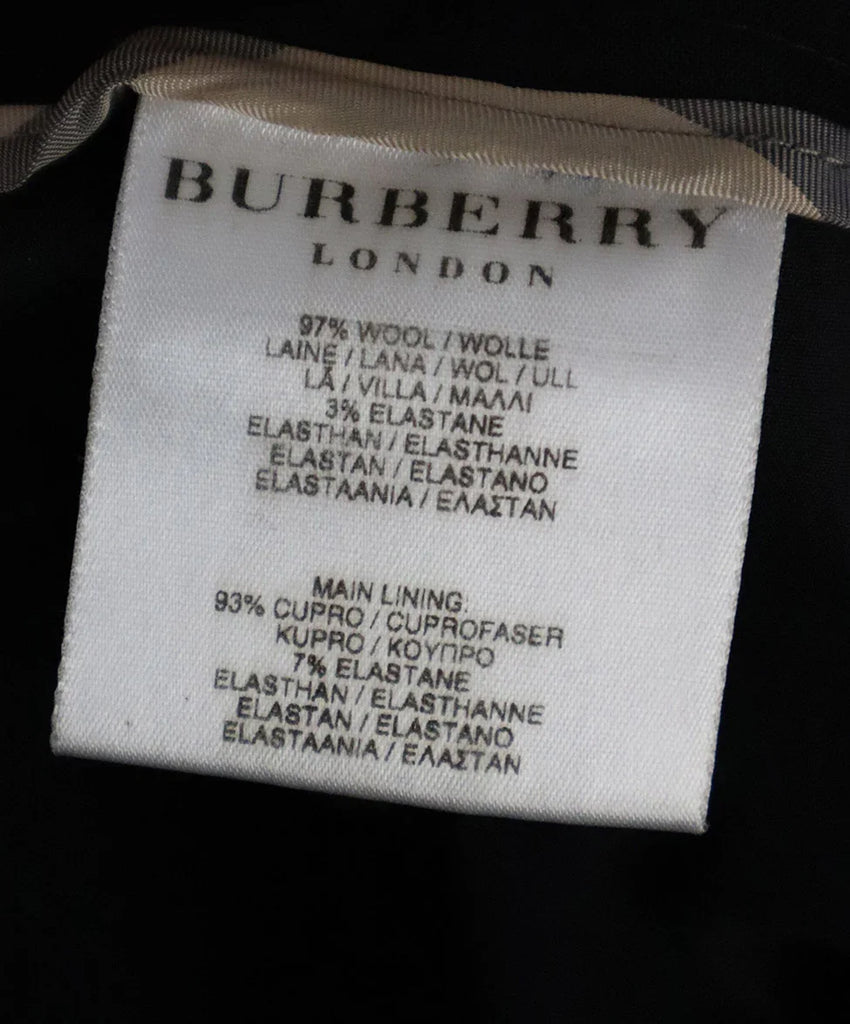 BURBERRY
LONDON
97% WOOL / WOLLE
LAINE / LANA / WOL / ULL
LÃ / VILLA / ΜΑΛΛΙ
3% ELASTANE
ELASTHAN / ELASTHANNE
ELASTAN / ELASTANO
ELASTAANIA / ΕΛΑΣΤΑΝ
MAIN LINING:
93% CUPRO / CUPROFASER
KUPRO / ΚΟΥΠΡΟ
7% ELASTANE
ELASTHAN / ELASTHANNE
ELASTAN / ELASTANO
ELASTAANIA / ΕΛΑΣΤΑΝ